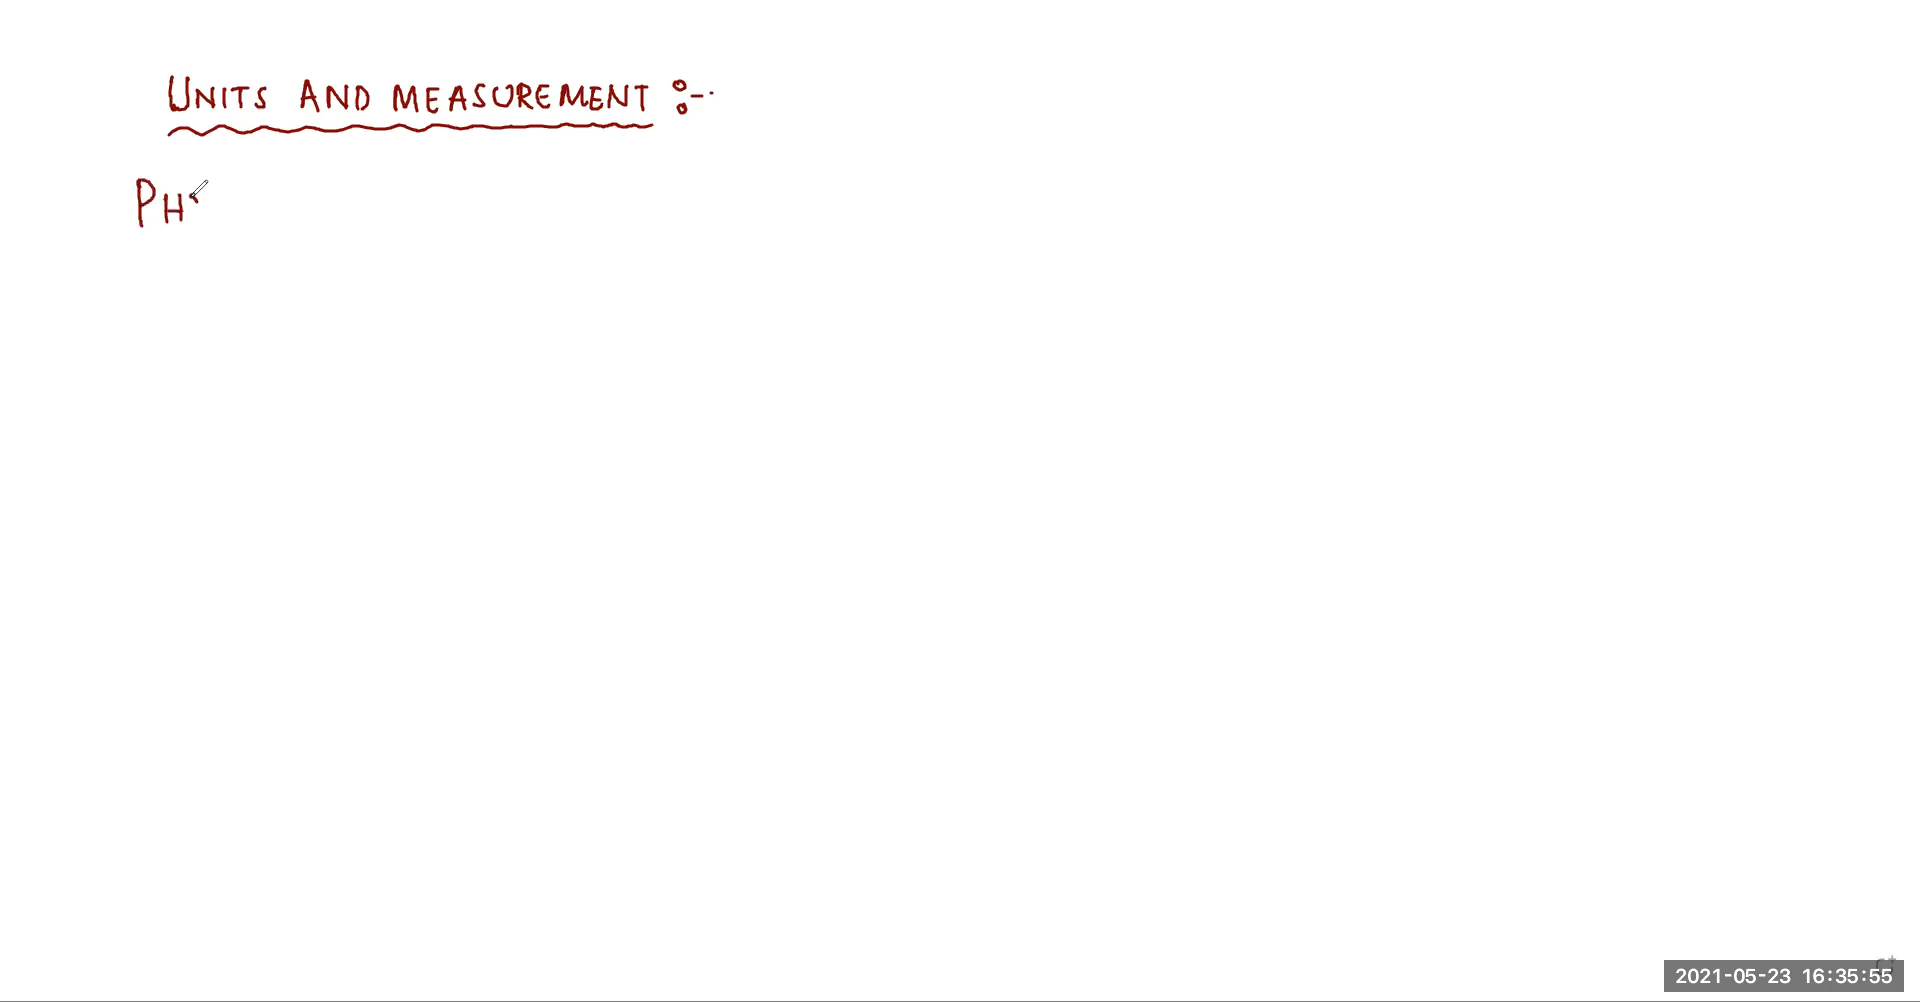 UNITS AND MEASUREMENT :-
PH
2021-05-23 16:35:55